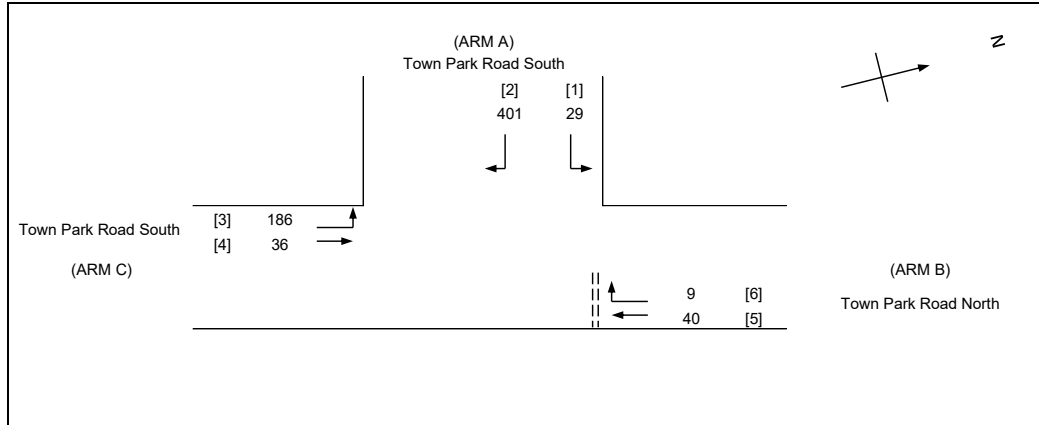 (ARM A)
Town Park Road South
[2] [1]
401 29
N
[3] 186
Town Park Road South
[4] 36
(ARM C)
(ARM B)
Town Park Road North
9 [6]
40 [5]